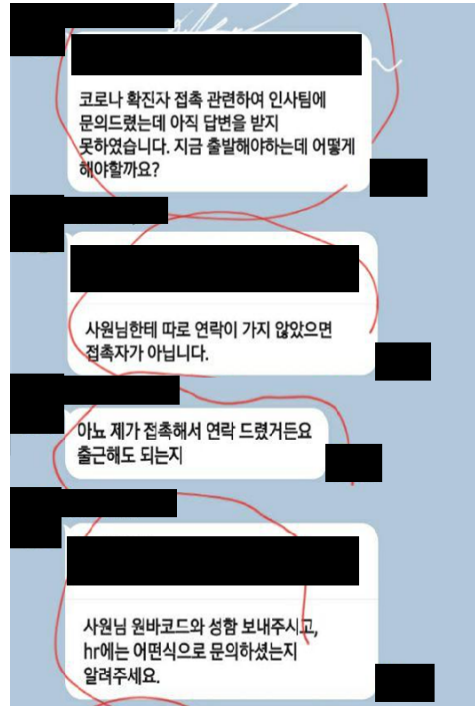 코로나 확진자 접촉 관련하여 인사팀에
문의드렸는데 아직 답변을 받지
못하였습니다. 지금 출발해야하는데 어떻게
해야할까요?
사원님한테 따로 연락이 가지 않았으면
접촉자가 아닙니다.
아뇨 제가 접촉해서 연락 드렸거든요
출근해도 되는지
사원님 원바코드와 성함 보내주시고,
hr에는 어떤식으로 문의하셨는지
알려주세요.